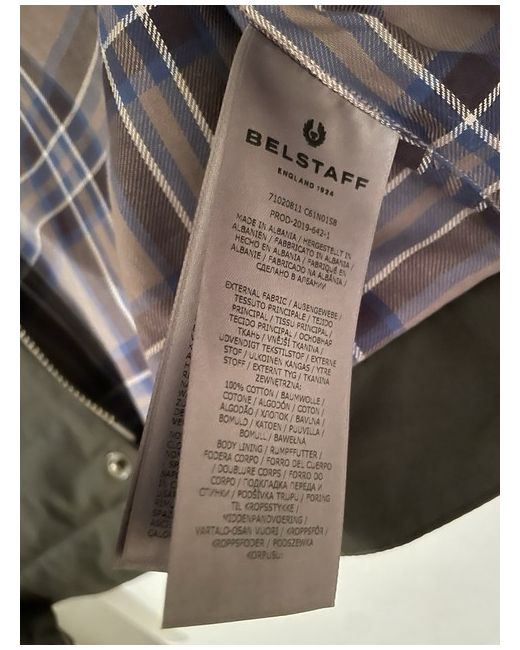 BELSTAFF
ENGLAND 1924
71020811 C61N0158
PROD-2019-642-1
MADE IN ALBANIA / HERGESTELLT IN
ALBANIEN / FABBRICATO IN ALBANIA /
HECHO EN ALBANIA / FABRIQUÉ EN
ALBANIE / FABRICADO NA ALBÂNIA /
СДЕЛАНО В АЛБАНИИ
EXTERNAL FABRIC / AUßENGEWEBE /
TESSUTO PRINCIPALE / TEJIDO
PRINCIPAL / TISSU PRINCIPAL /
TECIDO PRINCIPAL / ОСНОВНАЯ
ТКАНЬ / VNĚJŠÍ TKANINA /
UDVENDIGT TEKSTILSTOF / EXTERNE
STOF / ULKOINEN KANGAS / YTRE
STOFF / EXTERNT TYG / TKANINA
ZEWNĘTRZNA:
100% COTTON / BAUMWOLLE /
COTONE / ALGODÓN / COTON /
ALGODÃO / ХЛОПОК / BAVLNA /
BOMULD / KATOEN / PUUVILLA /
BOMULL / BAWEŁNA
BODY LINING / RUMPFFUTTER /
FODERA CORPO / FORRO DEL CUERPO
/ DOUBLURE CORPS / FORRO DO
CORPO / ПОДКЛАДКА ПЕРЕДА И
СПИНКИ / PODŠÍVKA TRUPU / FORING
TIL KROPSSTYKKE /
MIDDENPANDVOERING /
VARTALO-OSAN VUORI / KROPPSFÔR /
KROPPSFODER / PODSZEWKA
KORPUSU: